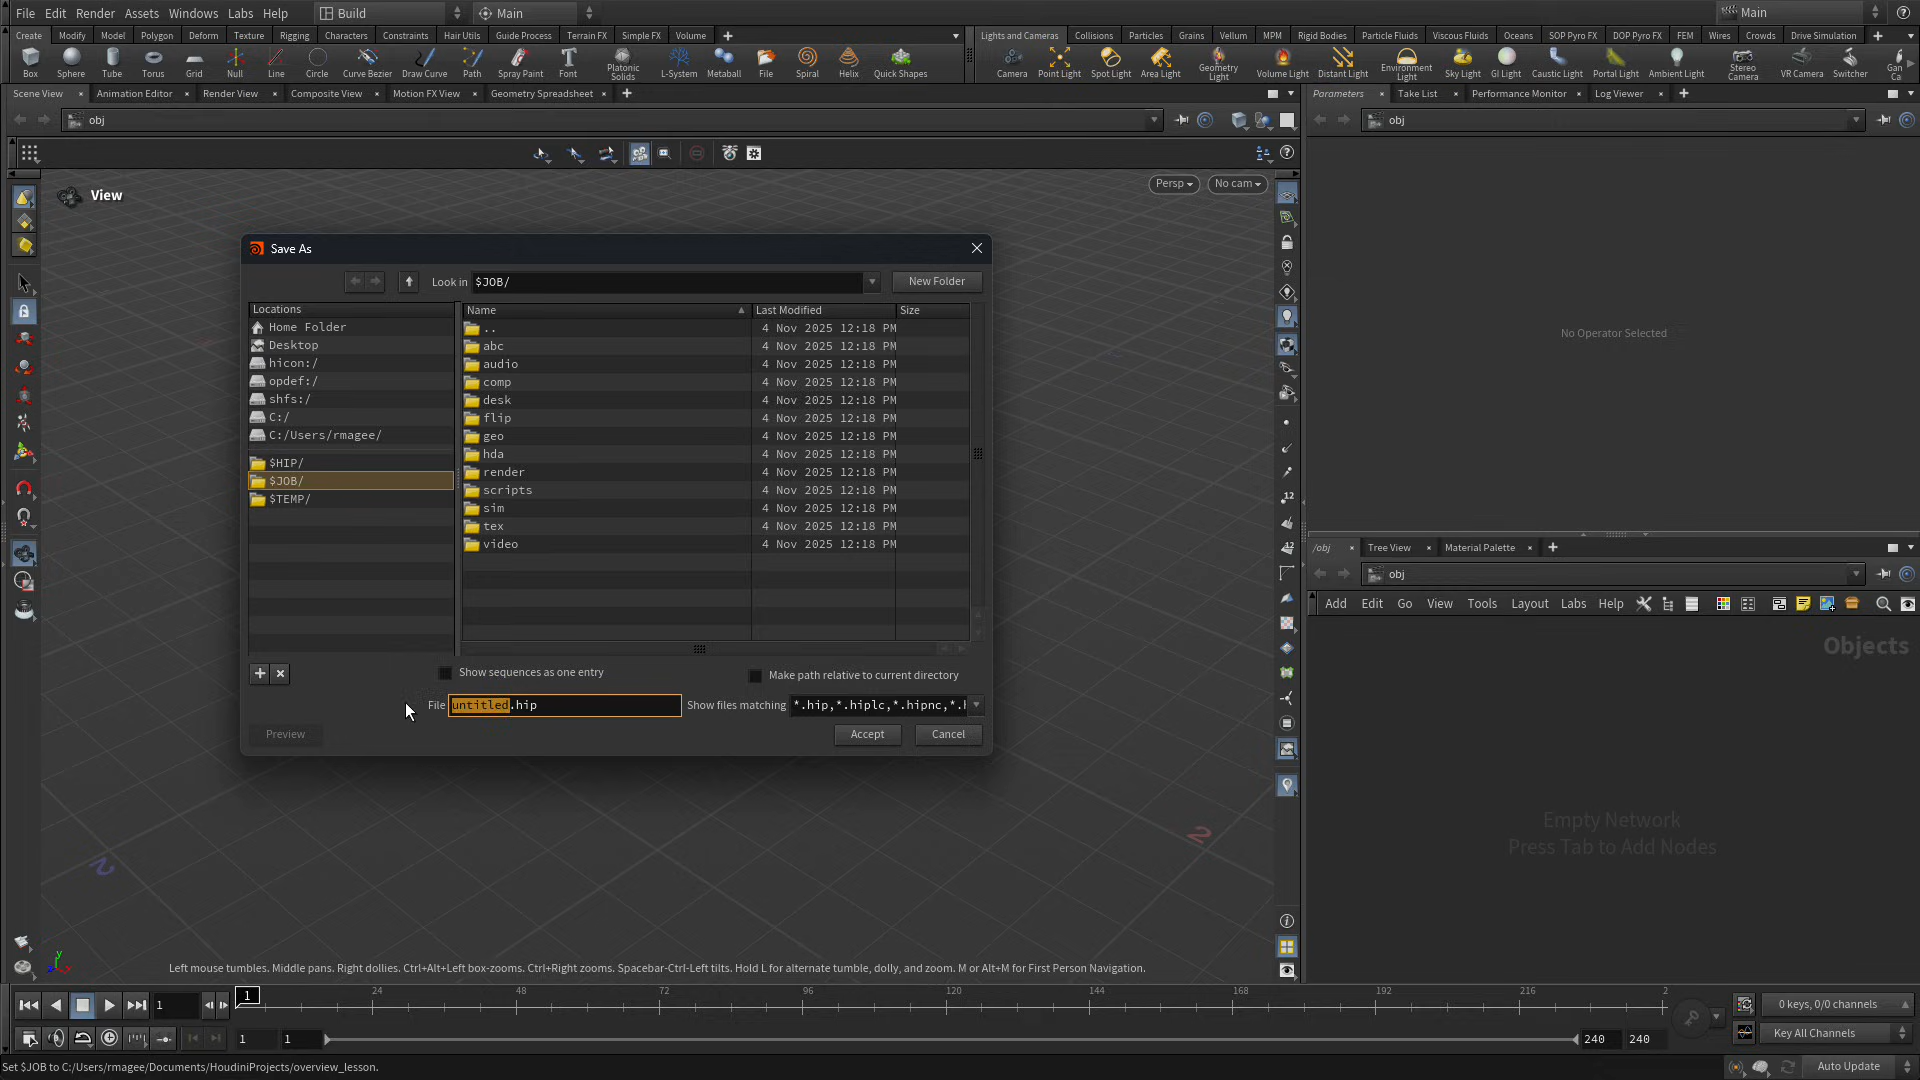 File Edit Render Assets Windows Labs Help Build Main Main
Create Modify Model Polygon Deform Texture Rigging Characters Constraints Hair Utils Guide Process Terrain FX Simple FX Volume
Lights and Cameras Collisions Particles Grains Vellum MPM Rigid Bodies Particle Fluids Viscous Fluids Oceans SOP Pyro FX DOP Pyro FX FEM Wires Crowds Drive Simulation
Box Sphere Tube Torus Grid Null Line Circle Curve Bezier Draw Curve Path Spray Paint Font Platonic Solids L-System Metaball File Spiral Helix Quick Shapes
Camera Point Light Spot Light Area Light Geometry Light Volume Light Distant Light Environment Light Sky Light GI Light Caustic Light Portal Light Ambient Light Stereo Camera VR Camera Switcher Gan Ca
Scene View Animation Editor Render View Composite View Motion FX View Geometry Spreadsheet
Parameters Take List Performance Monitor Log Viewer
obj
obj
View
Persp No cam
Save As
Look in $JOB/ New Folder
Locations
Home Folder
Desktop
hicon:/
opdef:/
shfs:/
C:/
C:/Users/rmagee/
$HIP/
$JOB/
$TEMP/
Name Last Modified Size
.. 4 Nov 2025 12:18 PM
abc 4 Nov 2025 12:18 PM
audio 4 Nov 2025 12:18 PM
comp 4 Nov 2025 12:18 PM
desk 4 Nov 2025 12:18 PM
flip 4 Nov 2025 12:18 PM
geo 4 Nov 2025 12:18 PM
hda 4 Nov 2025 12:18 PM
render 4 Nov 2025 12:18 PM
scripts 4 Nov 2025 12:18 PM
sim 4 Nov 2025 12:18 PM
tex 4 Nov 2025 12:18 PM
video 4 Nov 2025 12:18 PM
Show sequences as one entry Make path relative to current directory
File untitled.hip Show files matching *.hip,*.hiplc,*.hipnc,*.h
Preview Accept Cancel
No Operator Selected
/obj Tree View Material Palette
obj
Add Edit Go View Tools Layout Labs Help
Objects
Empty Network
Press Tab to Add Nodes
12
12
2
2
y
Left mouse tumbles. Middle pans. Right dollies. Ctrl+Alt+Left box-zooms. Ctrl+Right zooms. Spacebar-Ctrl-Left tilts. Hold L for alternate tumble, dolly, and zoom. M or Alt+M for First Person Navigation.
1 1 24 48 72 96 120 144 168 192 216 2
0 keys, 0/0 channels
1 1 240 240
Key All Channels
Set $JOB to C:/Users/rmagee/Documents/HoudiniProjects/overview_lesson.
Auto Update